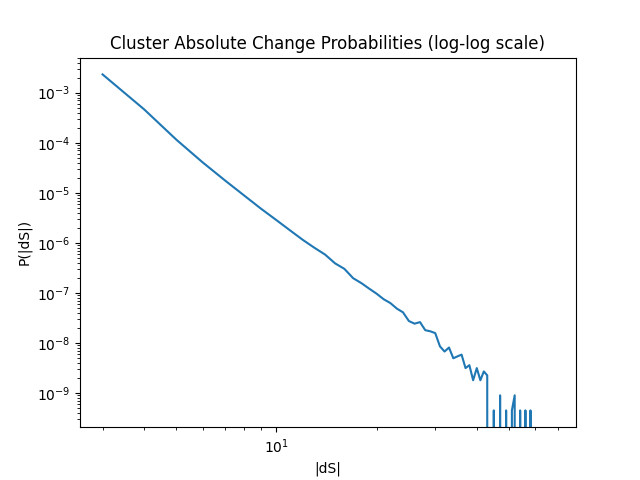 Cluster Absolute Change Probabilities (log-log scale)
P(|dS|)
10⁻³
10⁻⁴
10⁻⁵
10⁻⁶
10⁻⁷
10⁻⁸
10⁻⁹
10¹
|dS|